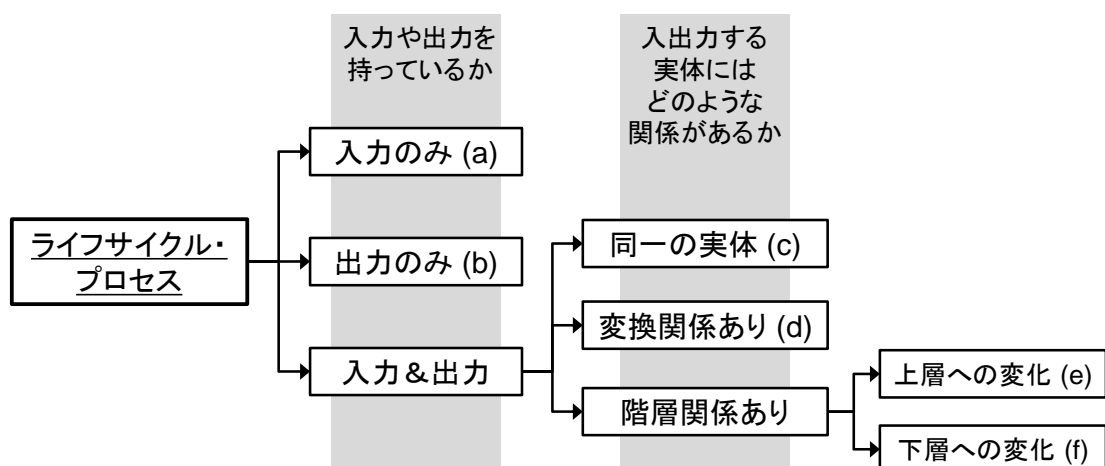 入力や出力を
持っているか
入出力する
実体には
どのような
関係があるか
入力のみ (a)
ライフサイクル・
プロセス
出力のみ (b)
入力＆出力
同一の実体 (c)
変換関係あり (d)
階層関係あり
上層への変化 (e)
下層への変化 (f)